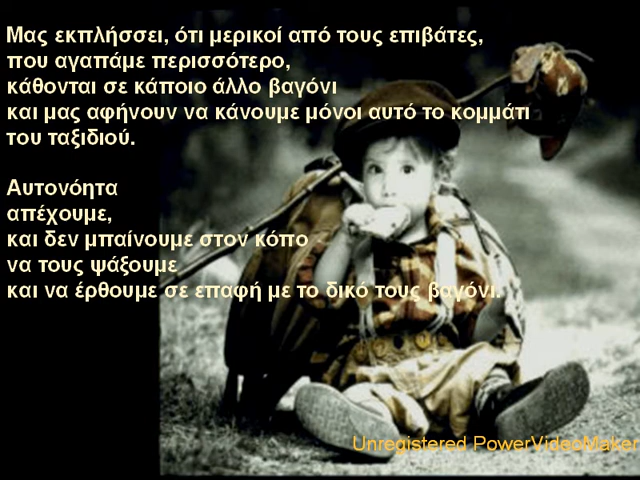 Μας εκπλήσσει, ότι μερικοί από τους επιβάτες,
που αγαπάμε περισσότερο,
κάθονται σε κάποιο άλλο βαγόνι
και μας αφήνουν να κάνουμε μόνοι αυτό το κομμάτι
του ταξιδιού.
Αυτονόητα
απέχουμε,
και δεν μπαίνουμε στον κόπο
να τους ψάξουμε
και να έρθουμε σε επαφή με το δικό τους βαγόνι.
Unregistered PowerVideoMaker